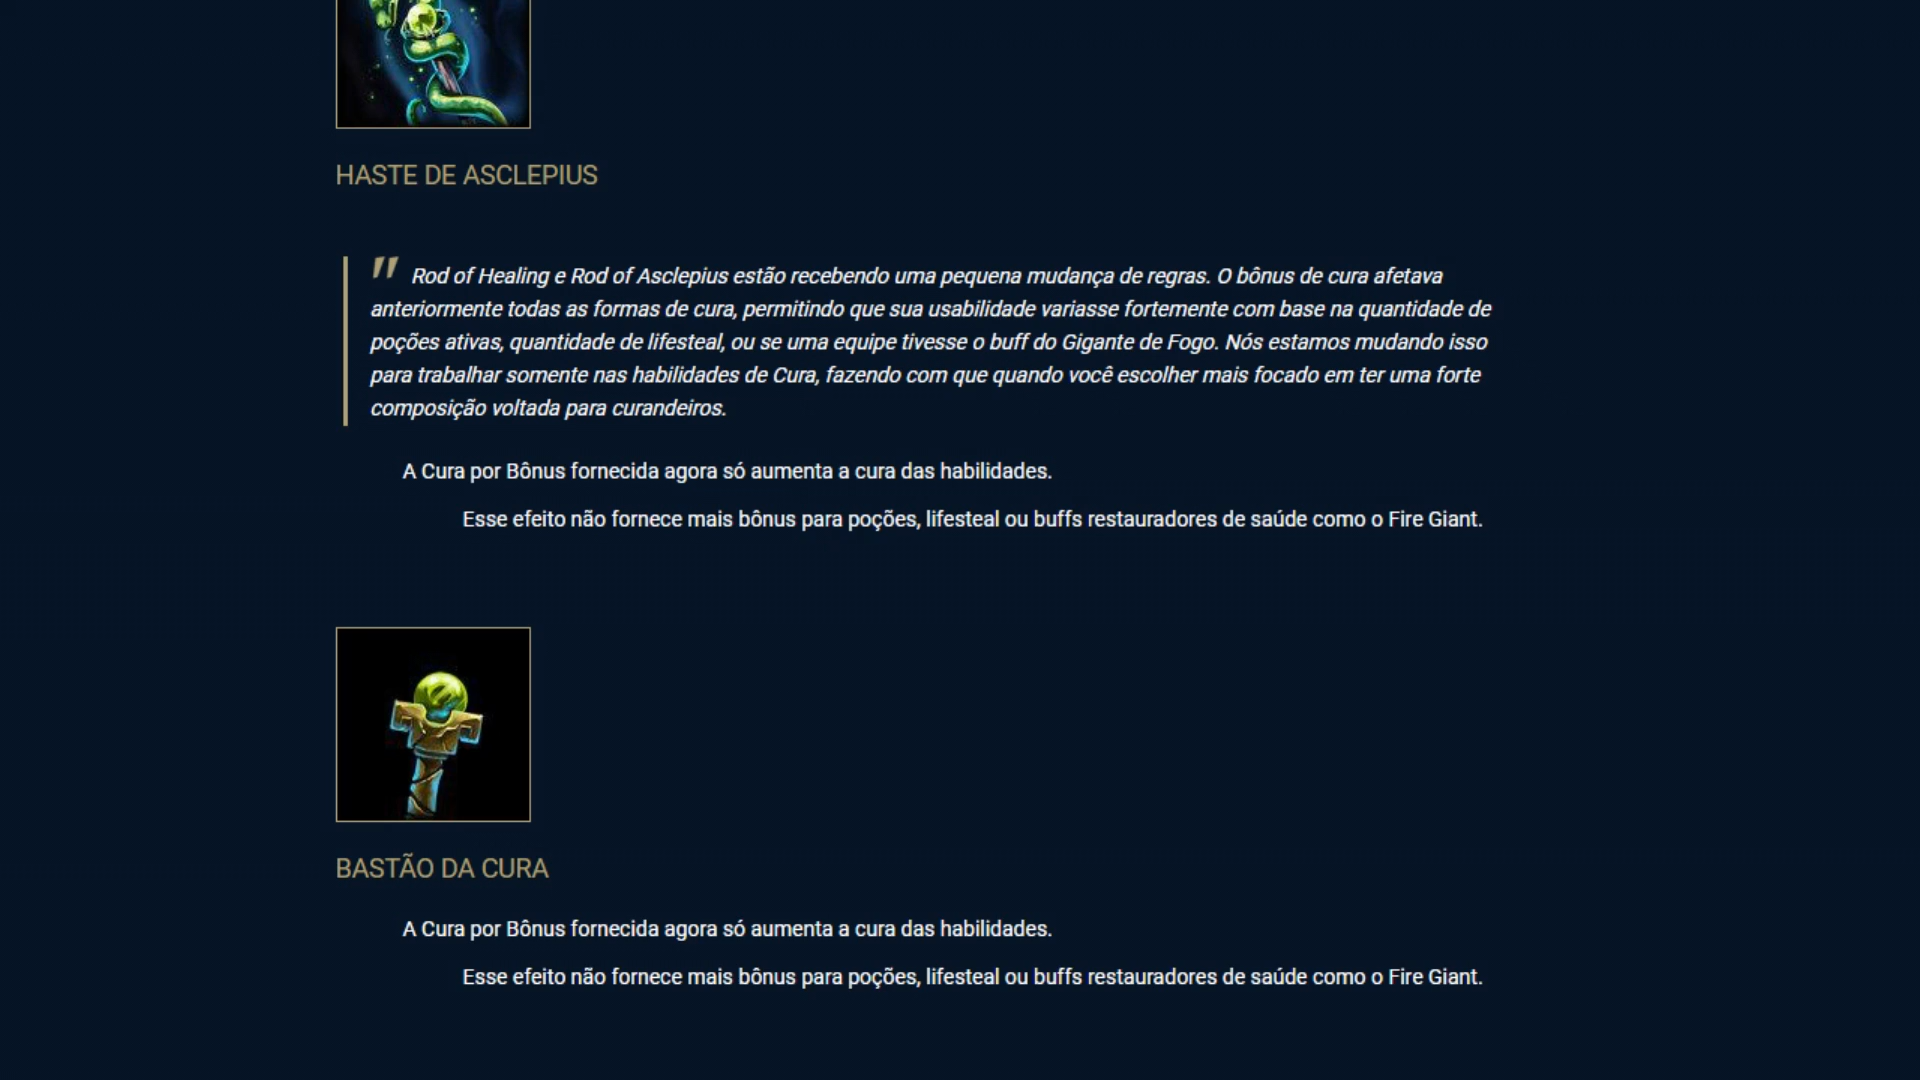 HASTE DE ASCLEPIUS
" Rod of Healing e Rod of Asclepius estão recebendo uma pequena mudança de regras. O bônus de cura afetava
anteriormente todas as formas de cura, permitindo que sua usabilidade variasse fortemente com base na quantidade de
poções ativas, quantidade de lifesteal, ou se uma equipe tivesse o buff do Gigante de Fogo. Nós estamos mudando isso
para trabalhar somente nas habilidades de Cura, fazendo com que quando você escolher mais focado em ter uma forte
composição voltada para curandeiros.
A Cura por Bônus fornecida agora só aumenta a cura das habilidades.
Esse efeito não fornece mais bônus para poções, lifesteal ou buffs restauradores de saúde como o Fire Giant.
BASTÃO DA CURA
A Cura por Bônus fornecida agora só aumenta a cura das habilidades.
Esse efeito não fornece mais bônus para poções, lifesteal ou buffs restauradores de saúde como o Fire Giant.